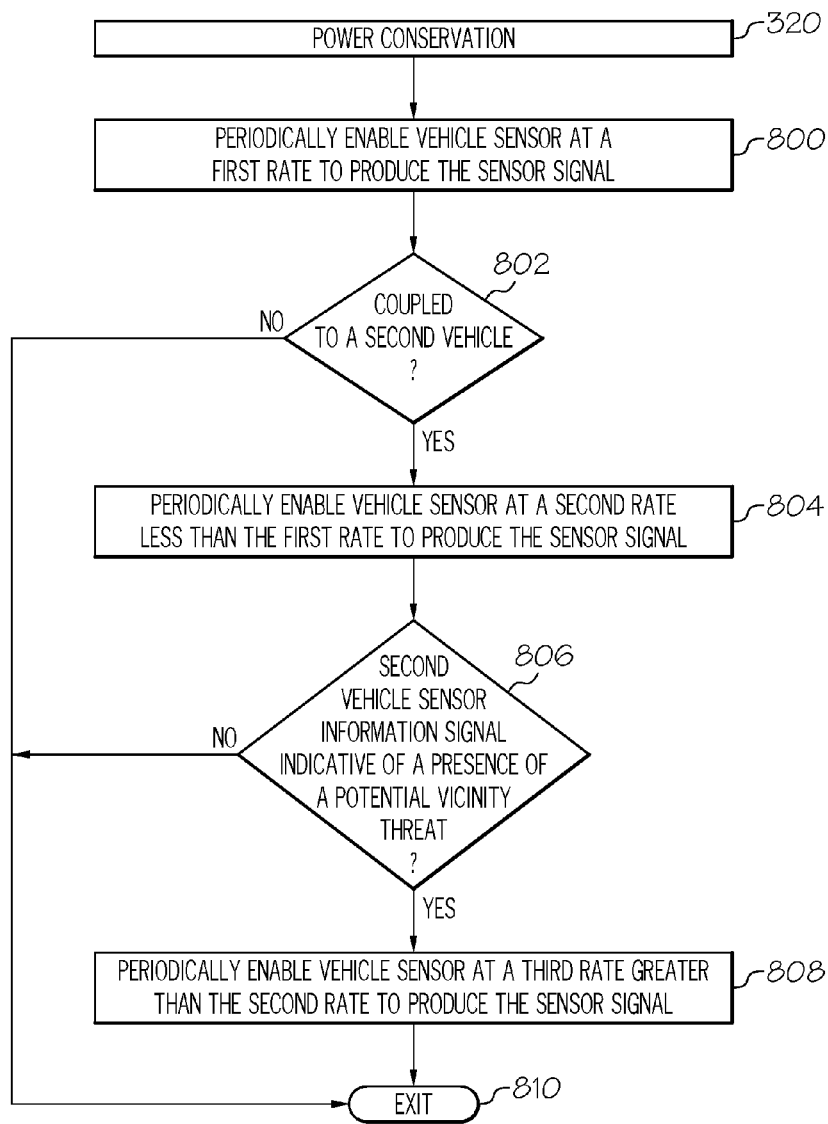 POWER CONSERVATION
320
PERIODICALLY ENABLE VEHICLE SENSOR AT A
FIRST RATE TO PRODUCE THE SENSOR SIGNAL
800
802
COUPLED
TO A SECOND VEHICLE
?
NO
YES
PERIODICALLY ENABLE VEHICLE SENSOR AT A SECOND RATE
LESS THAN THE FIRST RATE TO PRODUCE THE SENSOR SIGNAL
804
806
SECOND
VEHICLE SENSOR
INFORMATION SIGNAL
INDICATIVE OF A PRESENCE OF
A POTENTIAL VICINITY
THREAT
?
NO
YES
PERIODICALLY ENABLE VEHICLE SENSOR AT A THIRD RATE GREATER
THAN THE SECOND RATE TO PRODUCE THE SENSOR SIGNAL
808
EXIT
810